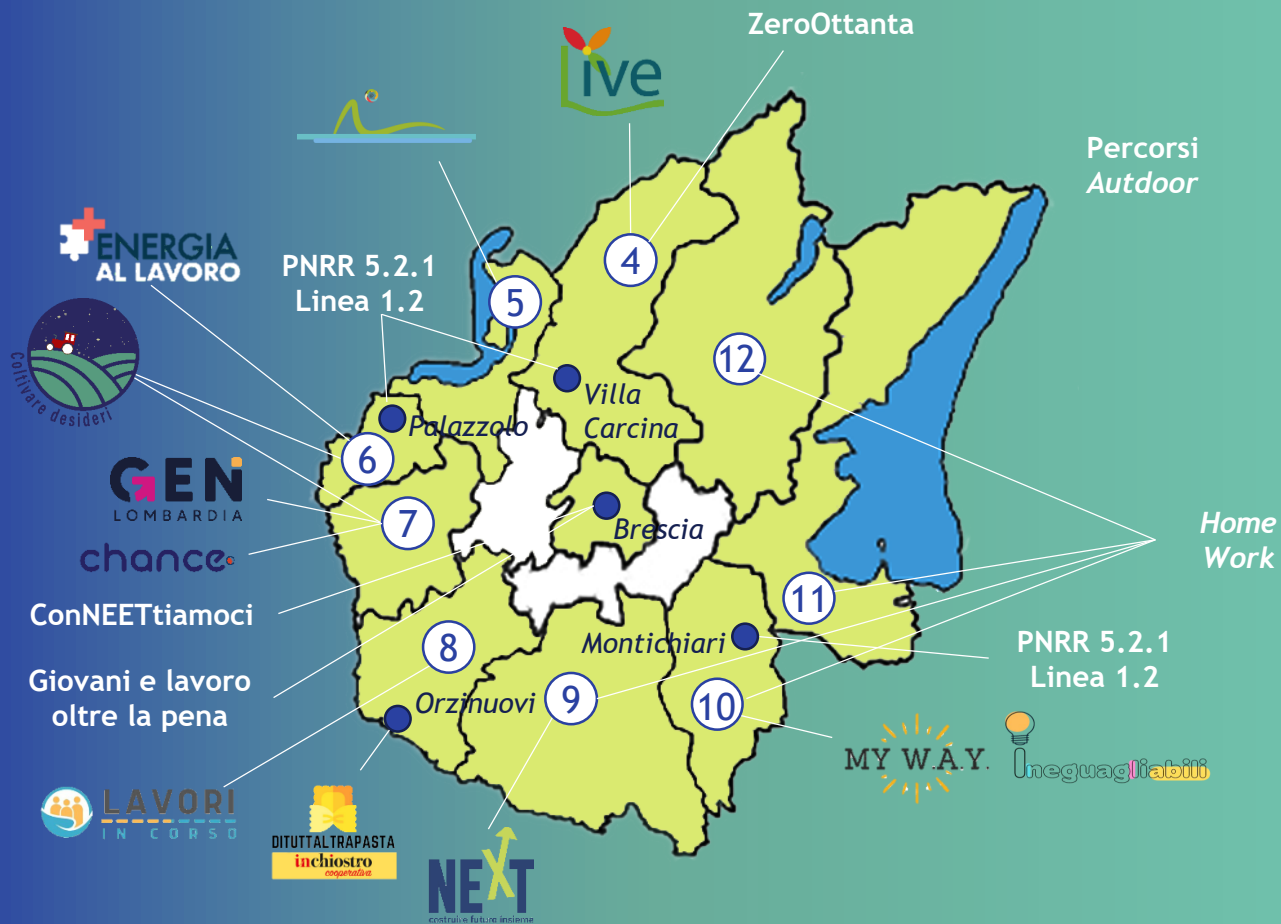 ZeroOttanta
Live
Percorsi
Autdoor
ENERGIA
AL LAVORO
PNRR 5.2.1
Linea 1.2
4
5
12
Coltivare desideri
Villa
Carcina
Palazzolo
6
GEN
LOMBARDIA
7
Brescia
Home
Work
chance
ConNEETtiamoci
11
Montichiari
PNRR 5.2.1
Linea 1.2
8
Giovani e lavoro
oltre la pena
9
10
Orzinuovi
MY W.A.Y.
Ineguagliabili
LAVORI
IN CORSO
DITUTTALTRAPASTA
inchiostro
cooperativa
NEXT
costruire futuro insieme